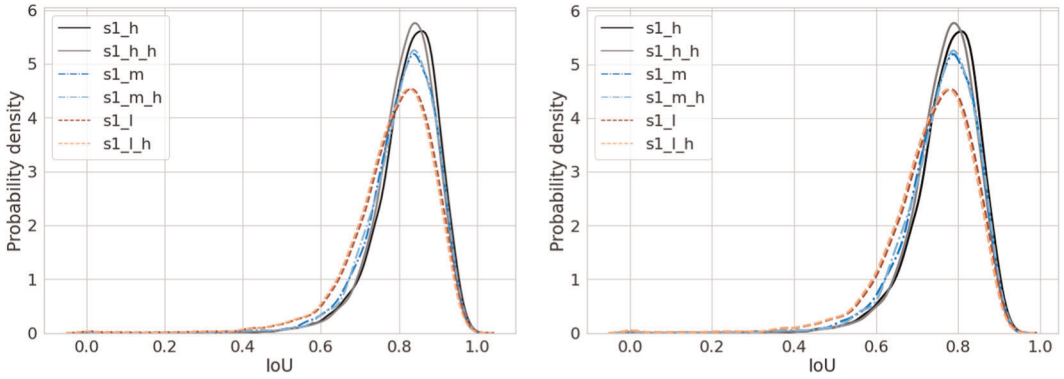 6
5
4
3
2
1
0
Probability density
s1_h
s1_h_h
s1_m
s1_m_h
s1_l
s1_l_h
0.0 0.2 0.4 0.6 0.8 1.0
IoU
6
5
4
3
2
1
0
Probability density
s1_h
s1_h_h
s1_m
s1_m_h
s1_l
s1_l_h
0.0 0.2 0.4 0.6 0.8 1.0
IoU